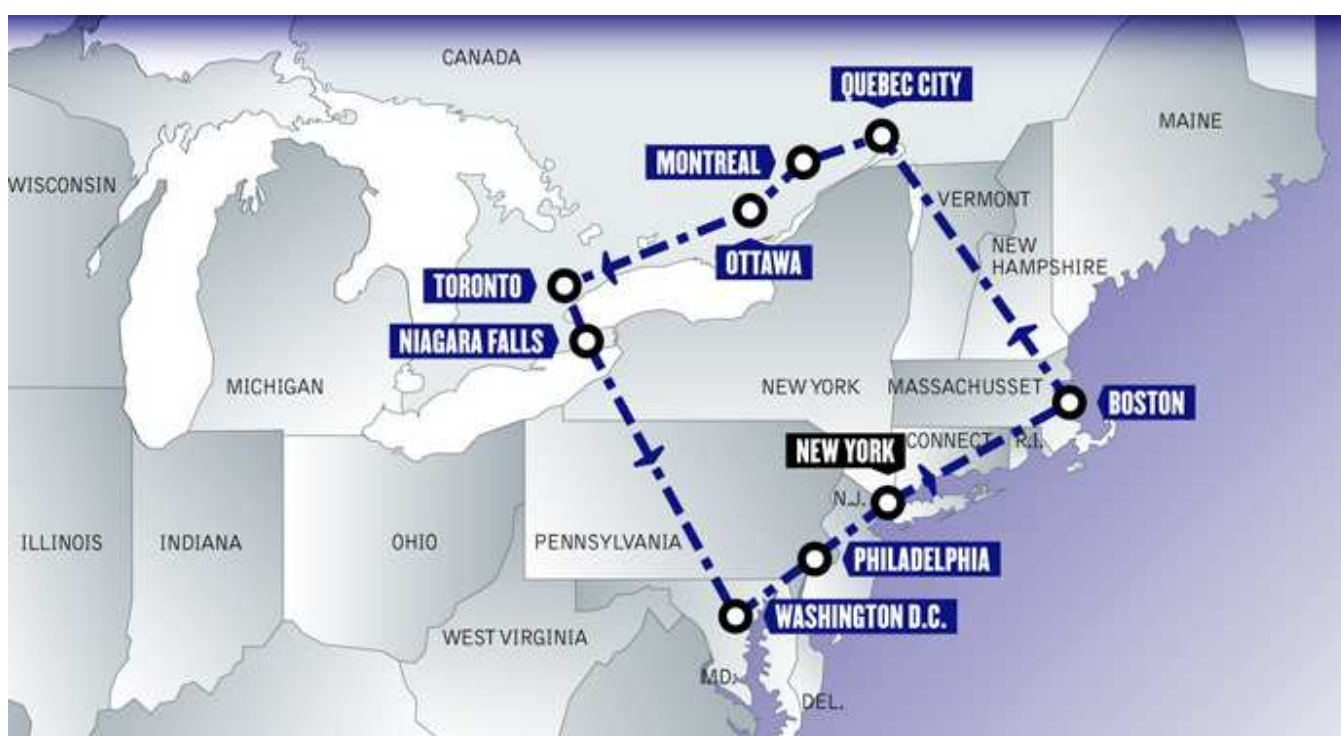 CANADA
QUEBEC CITY
MAINE
MONTREAL
WISCONSIN
VERMONT
NEW
HAMPSHIRE
OTTAWA
TORONTO
NIAGARA FALLS
MICHIGAN
NEW YORK
MASSACHUSSET
BOSTON
NEW YORK
CONNECT
R.I.
N.J.
ILLINOIS
INDIANA
OHIO
PENNSYLVANIA
PHILADELPHIA
WASHINGTON D.C.
WEST VIRGINIA
MD.
DEL.